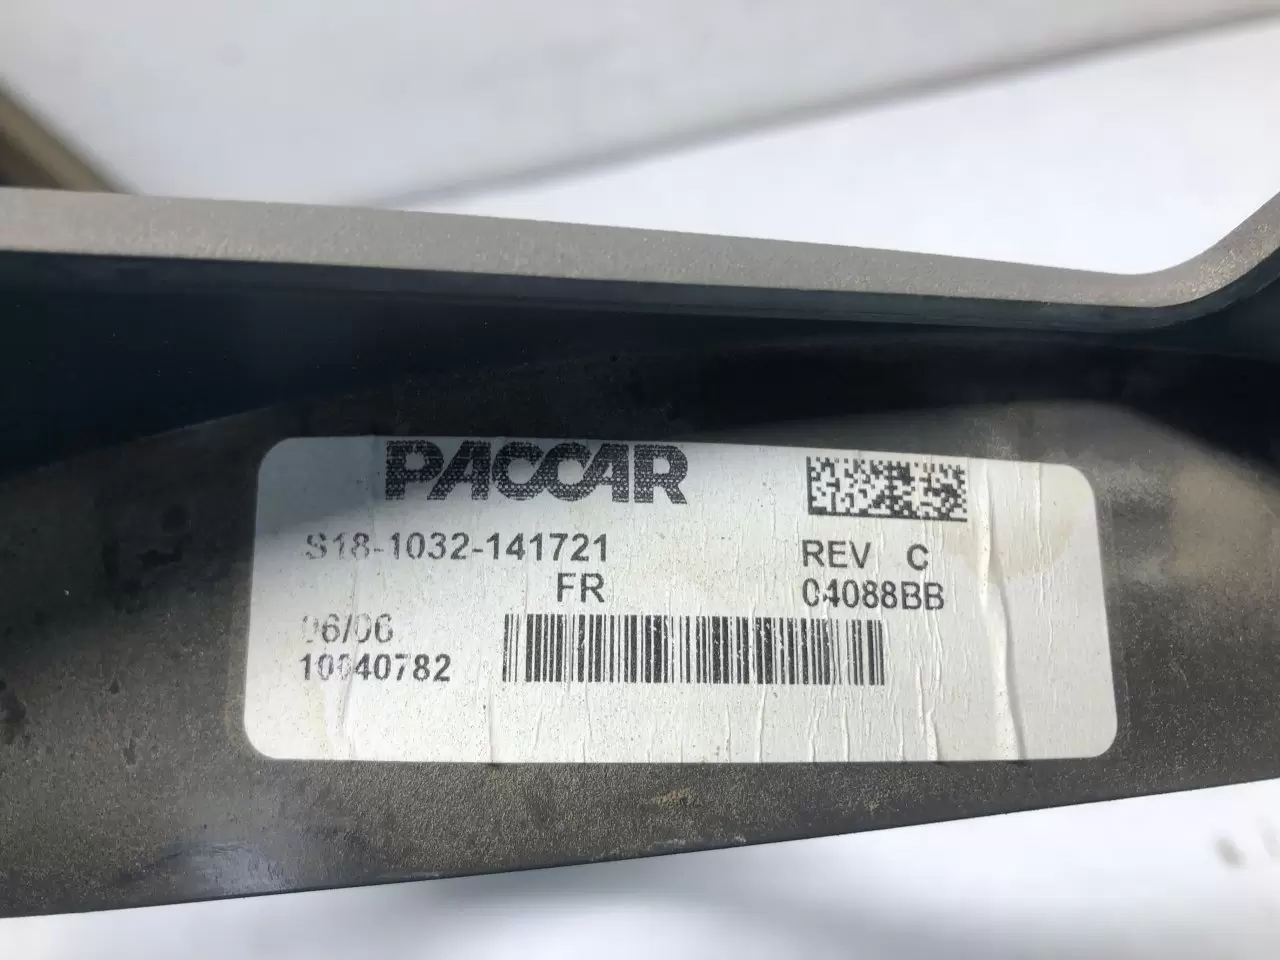 PACCAR
S18-1032-141721
REV C
FR
04088BB
06/06
10040782